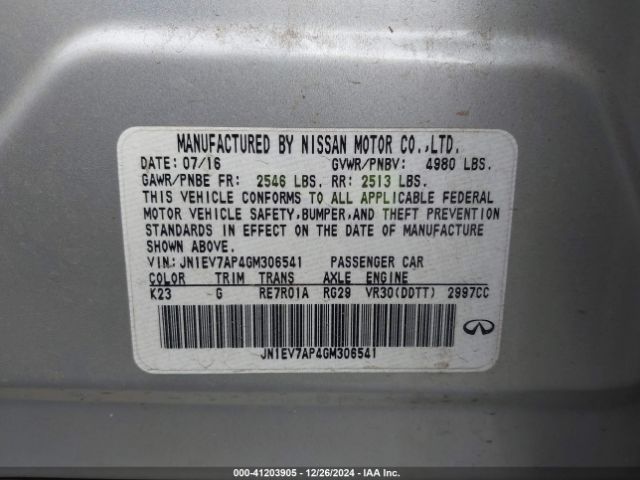 MANUFACTURED BY NISSAN MOTOR CO.,LTD.
DATE: 07/16 GVWR/PNBV: 4980 LBS.
GAWR/PNBE FR: 2546 LBS. RR: 2513 LBS.
THIS VEHICLE CONFORMS TO ALL APPLICABLE FEDERAL
MOTOR VEHICLE SAFETY,BUMPER,AND THEFT PREVENTION
STANDARDS IN EFFECT ON THE DATE OF MANUFACTURE
SHOWN ABOVE.
VIN: JN1EV7AP4GM306541 PASSENGER CAR
COLOR TRIM TRANS AXLE ENGINE
K23 G RE7R01A RG29 VR30(DDTT) 2997CC
JN1EV7AP4GM306541
000-41203905 - 12/26/2024 - IAAI.com